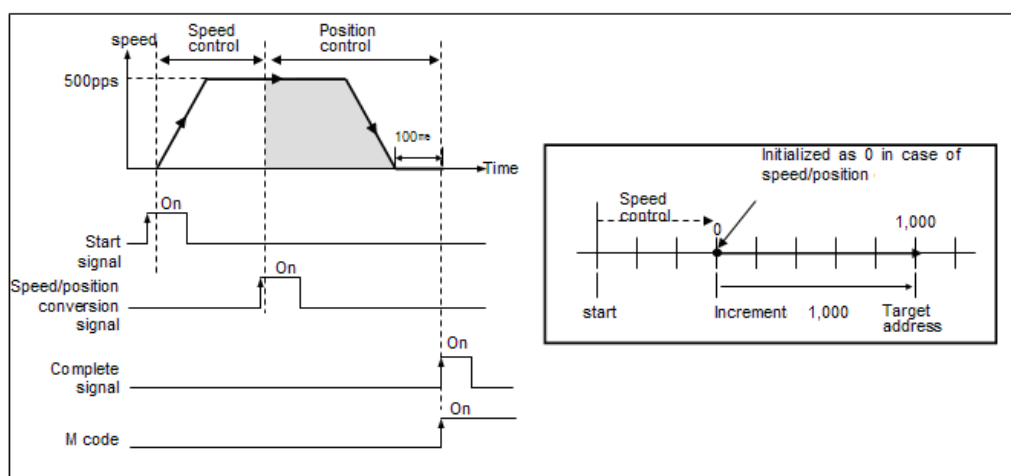 speed
Speed
control
Position
control
500pps
100ms
Time
On
Start
signal
On
Speed/position
conversion
signal
On
Complete
signal
On
M code
Initialized as 0 in case of
speed/position
Speed
control
0
1,000
start
Increment 1,000
Target
address